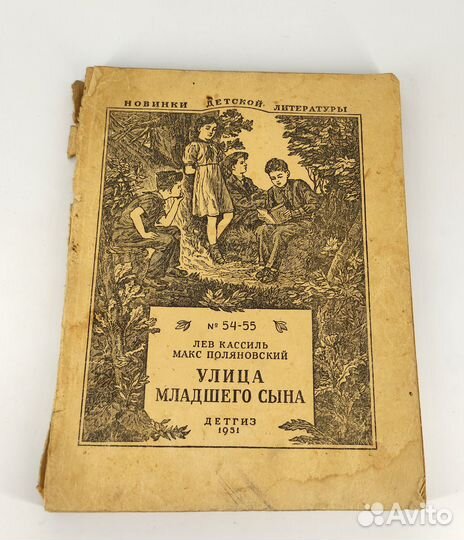 НОВИНКИ ДЕТСКОЙ ЛИТЕРАТУРЫ
№ 54-55
ЛЕВ КАССИЛЬ
МАКС ПОЛЯНОВСКИЙ
УЛИЦА
МЛАДШЕГО СЫНА
ДЕТГИЗ
1951
Avito